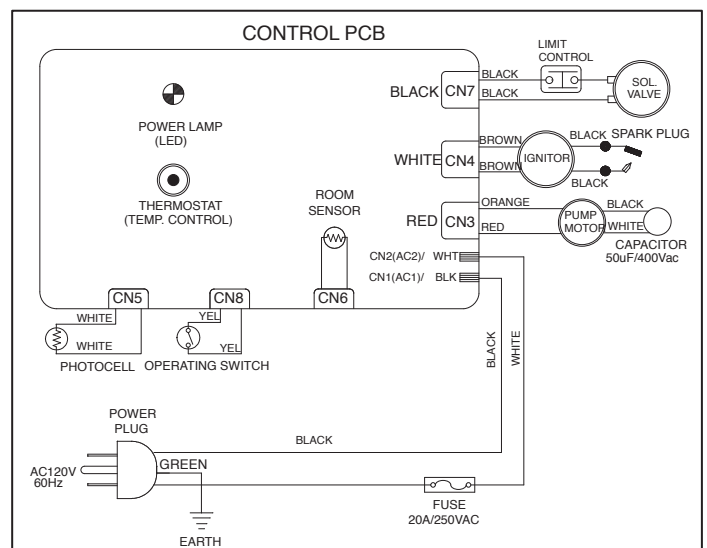 CONTROL PCB
LIMIT
CONTROL
BLACK
BLACK
BLACK CN7
SOL.
VALVE
POWER LAMP
(LED)
THERMOSTAT
(TEMP. CONTROL)
BROWN
BROWN
WHITE CN4
IGNITOR
BLACK SPARK PLUG
BLACK
ROOM
SENSOR
ORANGE
RED
RED CN3
PUMP
MOTOR
BLACK
WHITE
CAPACITOR
50uF/400Vac
CN2(AC2)/ WHT
CN1(AC1)/ BLK
CN5
CN8
CN6
WHITE
WHITE
PHOTOCELL
YEL
YEL
OPERATING SWITCH
BLACK
WHITE
POWER
PLUG
BLACK
GREEN
AC120V
60Hz
EARTH
FUSE
20A/250VAC